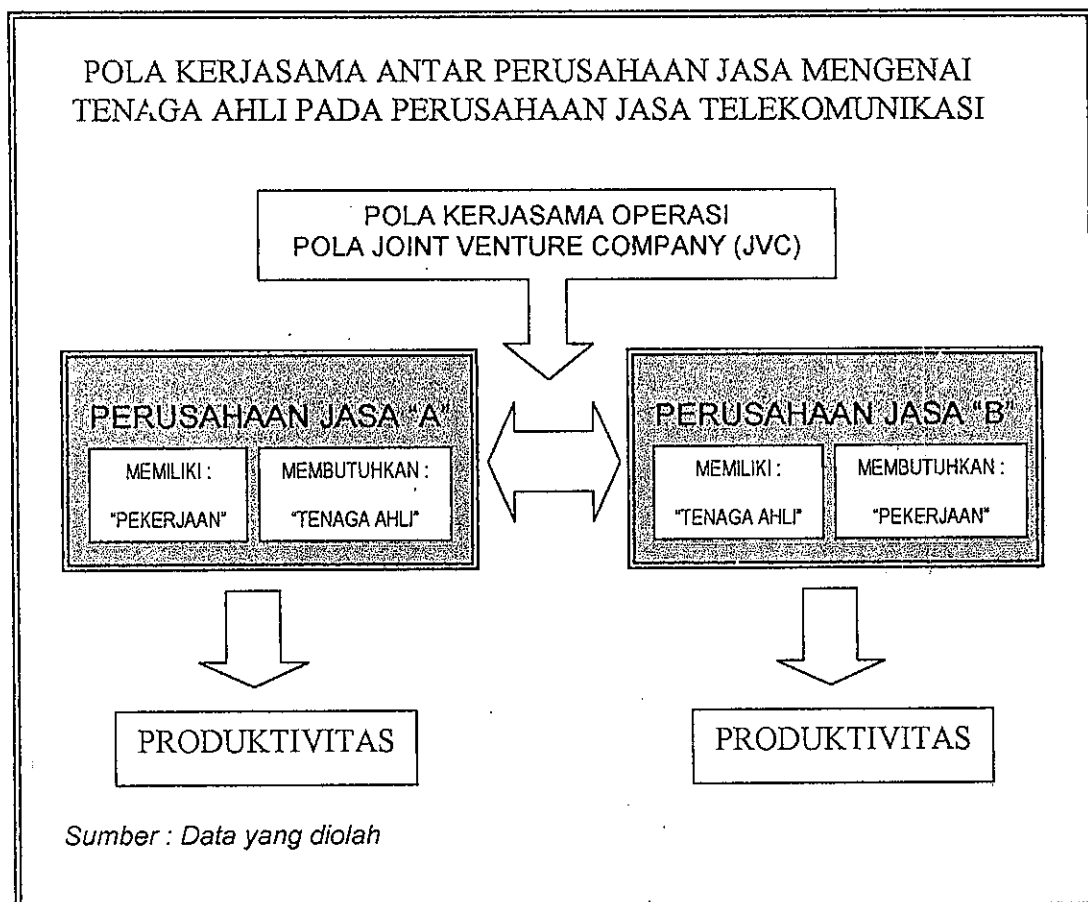 POLA KERJASAMA ANTAR PERUSAHAAN JASA MENGENAI
TENAGA AHLI PADA PERUSAHAAN JASA TELEKOMUNIKASI
POLA KERJASAMA OPERASI
POLA JOINT VENTURE COMPANY (JVC)
PERUSAHAAN JASA "A"
MEMILIKI :
"PEKERJAAN"
MEMBUTUHKAN :
"TENAGA AHLI"
PERUSAHAAN JASA "B"
MEMILIKI :
"TENAGA AHLI"
MEMBUTUHKAN :
"PEKERJAAN"
PRODUKTIVITAS
PRODUKTIVITAS
Sumber : Data yang diolah